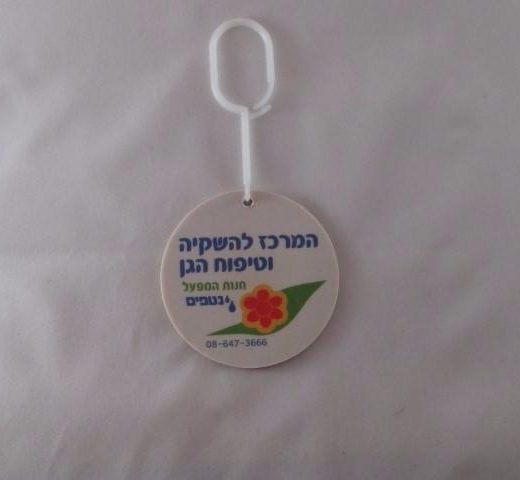 המרכז להשקיה
וטיפוח הגן
חנות המפעל
נטפים
08-647-3666